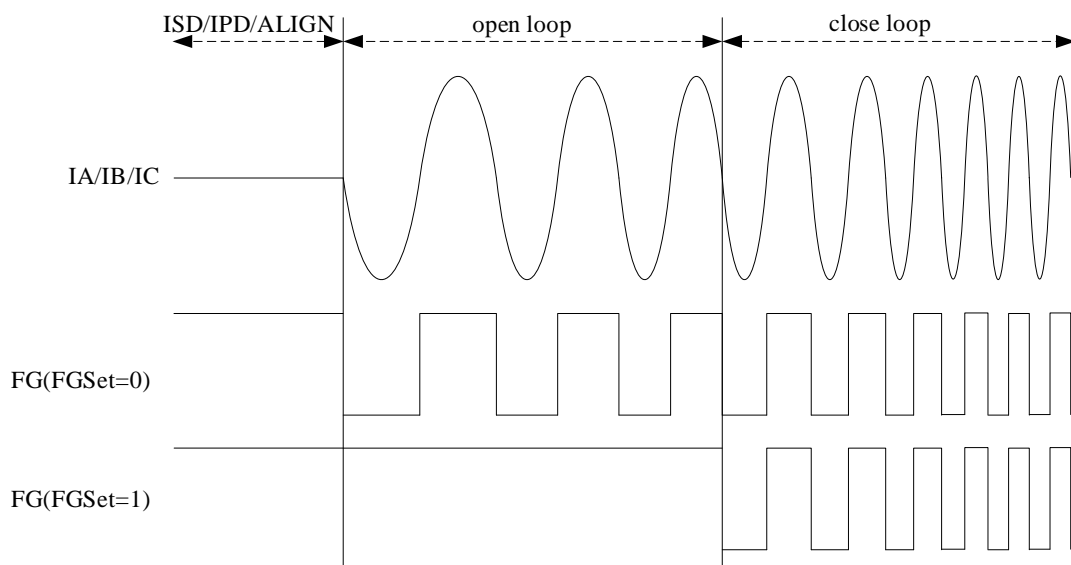 ISD/IPD/ALIGN open loop close loop
IA/IB/IC
FG(FGSet=0)
FG(FGSet=1)